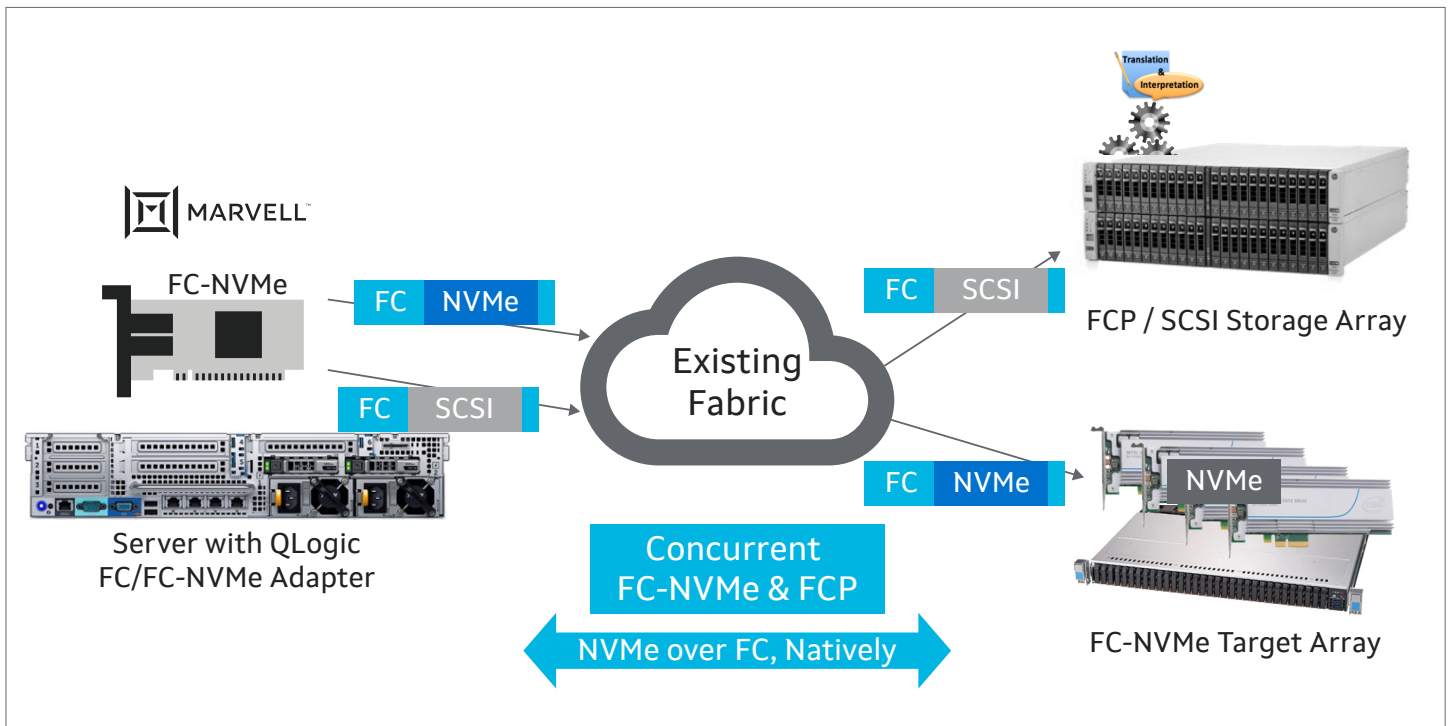 Translation
&
Interpretation
MARVELL™
FC-NVMe
FC NVMe
FC SCSI
Existing
Fabric
FC SCSI
FCP / SCSI Storage Array
Server with QLogic
FC/FC-NVMe Adapter
FC NVMe
NVMe
FC-NVMe Target Array
Concurrent
FC-NVMe & FCP
NVMe over FC, Natively